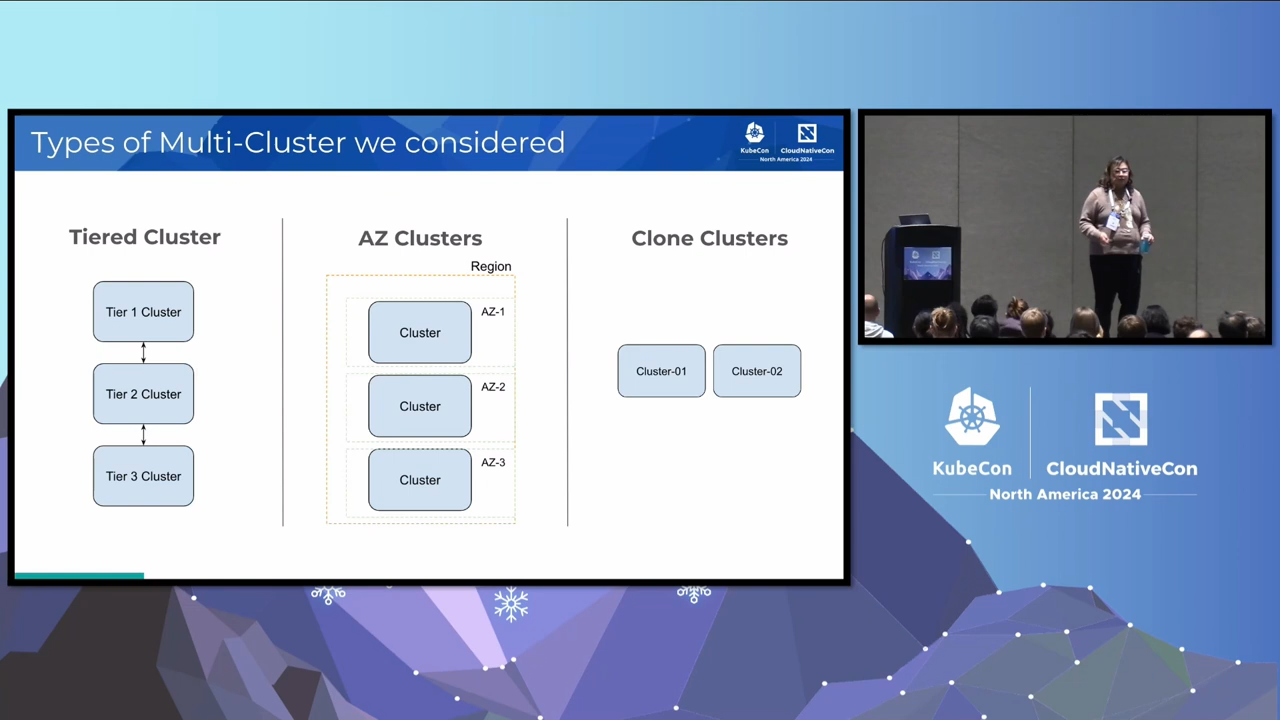 Types of Multi-Cluster we considered
KubeCon
CloudNativeCon
North America 2024
Tiered Cluster
Tier 1 Cluster
Tier 2 Cluster
Tier 3 Cluster
AZ Clusters
Region
Cluster
AZ-1
Cluster
AZ-2
Cluster
AZ-3
Clone Clusters
Cluster-01
Cluster-02
KubeCon
CloudNativeCon
North America 2024